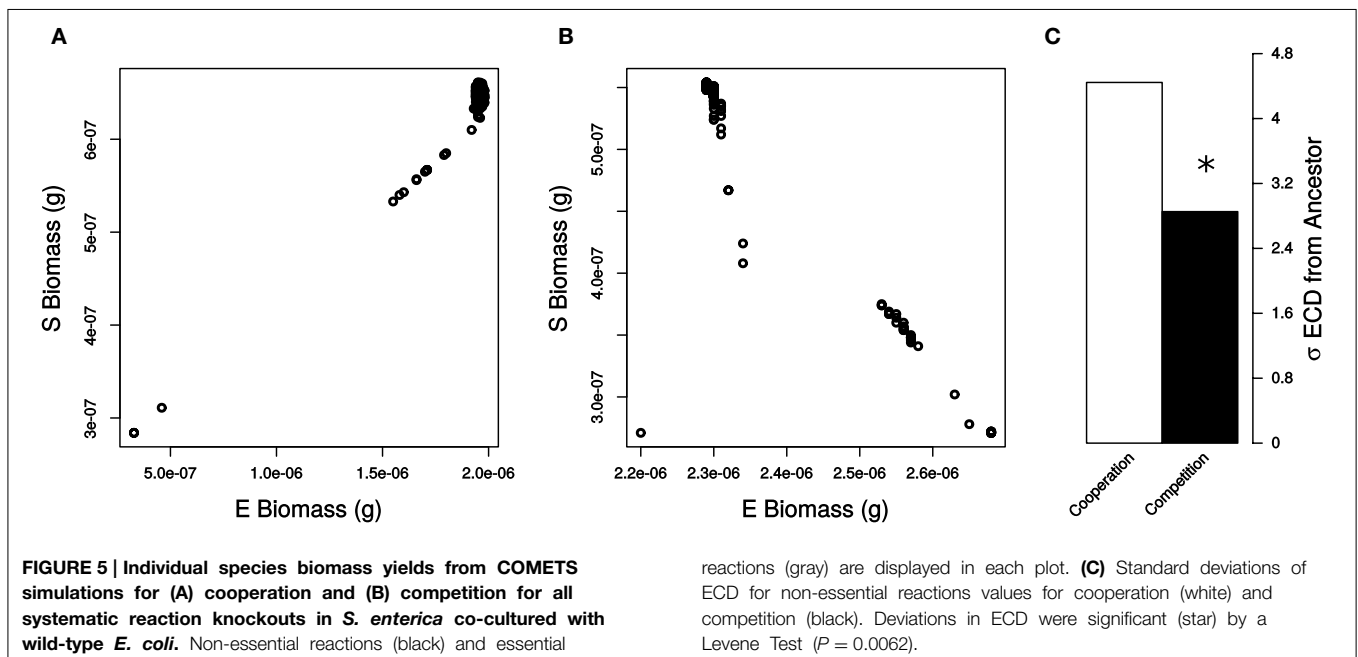 A
B
C
S Biomass (g)
6e-07
5e-07
4e-07
3e-07
5.0e-07 1.0e-06 1.5e-06 2.0e-06
E Biomass (g)
S Biomass (g)
5.0e-07
4.0e-07
3.0e-07
2.2e-06 2.3e-06 2.4e-06 2.5e-06 2.6e-06
E Biomass (g)
*
4.8
4
3.2
2.4
1.6
0.8
0
σ ECD from Ancestor
Cooperation
Competition
FIGURE 5 | Individual species biomass yields from COMETS
simulations for (A) cooperation and (B) competition for all
systematic reaction knockouts in S. enterica co-cultured with
wild-type E. coli. Non-essential reactions (black) and essential
reactions (gray) are displayed in each plot. (C) Standard deviations of
ECD for non-essential reactions values for cooperation (white) and
competition (black). Deviations in ECD were significant (star) by a
Levene Test (P = 0.0062).